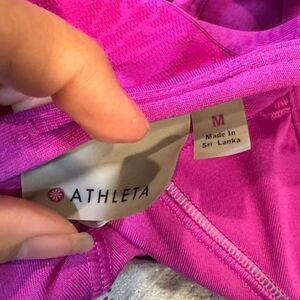 M
Made In
Sri Lanka
ATHLETA